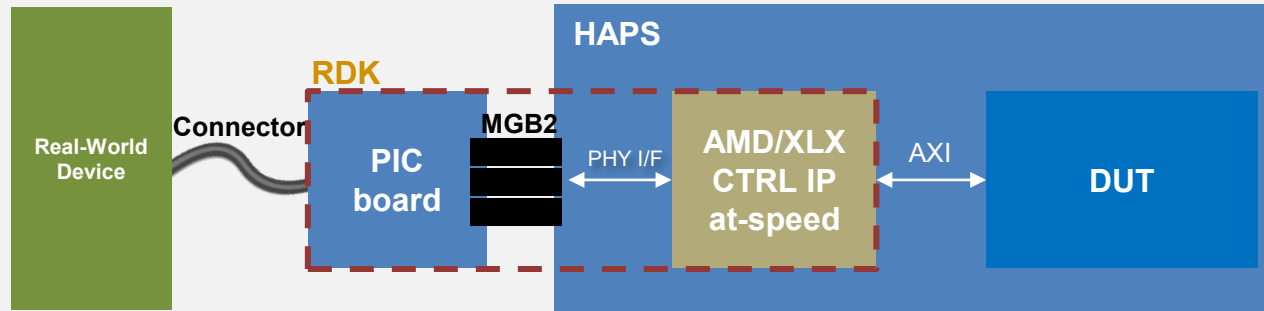 HAPS
RDK
Real-World
Device
Connector
PIC
board
MGB2
PHY I/F
AMD/XLX
CTRL IP
at-speed
AXI
DUT